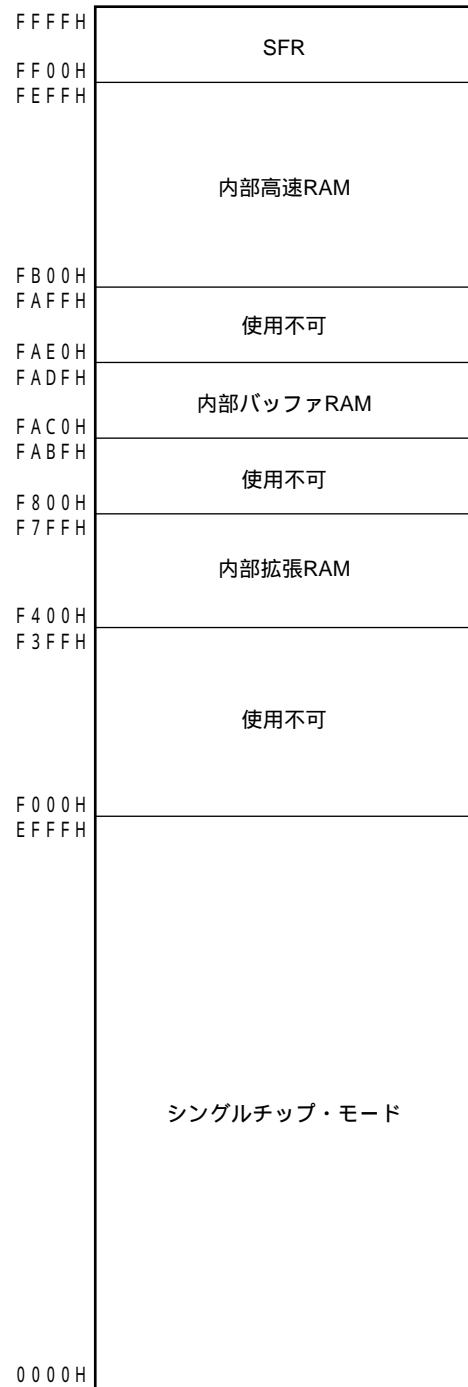 FFFFH
SFR
FF00H
FEFFH
内部高速RAM
FB00H
FAFFH
使用不可
FAE0H
FADFH
内部バッファRAM
FAC0H
FABFH
使用不可
F800H
F7FFH
内部拡張RAM
F400H
F3FFH
使用不可
F000H
EFFFH
シングルチップ・モード
0000H